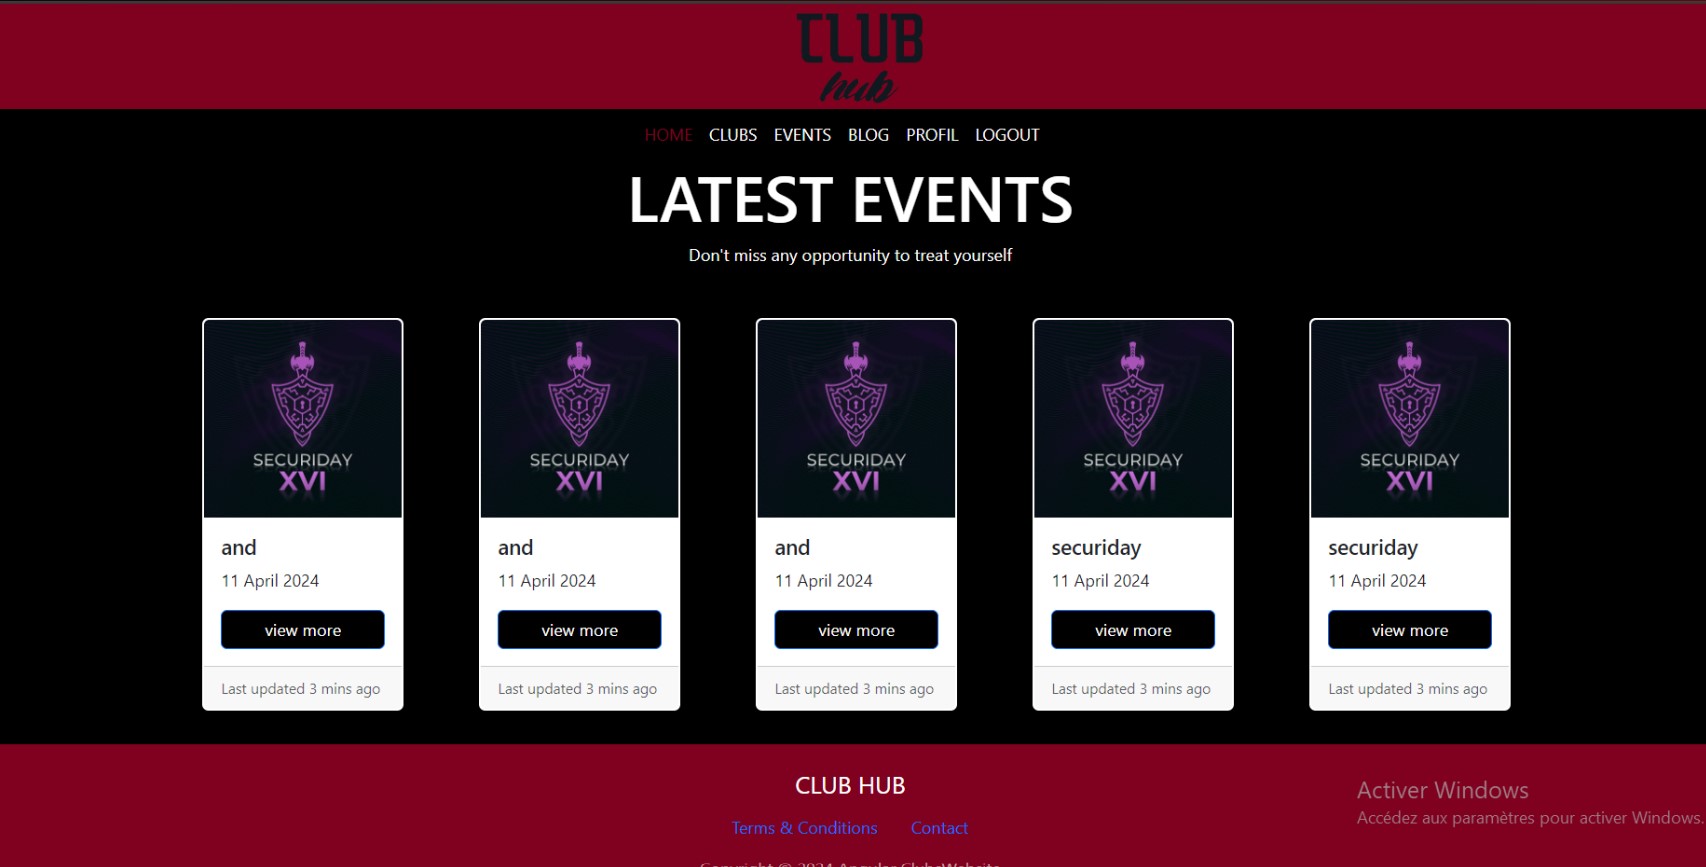 CLUB
hub
HOME CLUBS EVENTS BLOG PROFIL LOGOUT
LATEST EVENTS
Don't miss any opportunity to treat yourself
SECURIDAY
XVI
and
11 April 2024
view more
Last updated 3 mins ago
SECURIDAY
XVI
and
11 April 2024
view more
Last updated 3 mins ago
SECURIDAY
XVI
and
11 April 2024
view more
Last updated 3 mins ago
SECURIDAY
XVI
securiday
11 April 2024
view more
Last updated 3 mins ago
SECURIDAY
XVI
securiday
11 April 2024
view more
Last updated 3 mins ago
CLUB HUB
Terms & Conditions Contact
Copyright © 2024 Angular ClubsWebsite
Activer Windows
Accédez aux paramètres pour activer Windows.